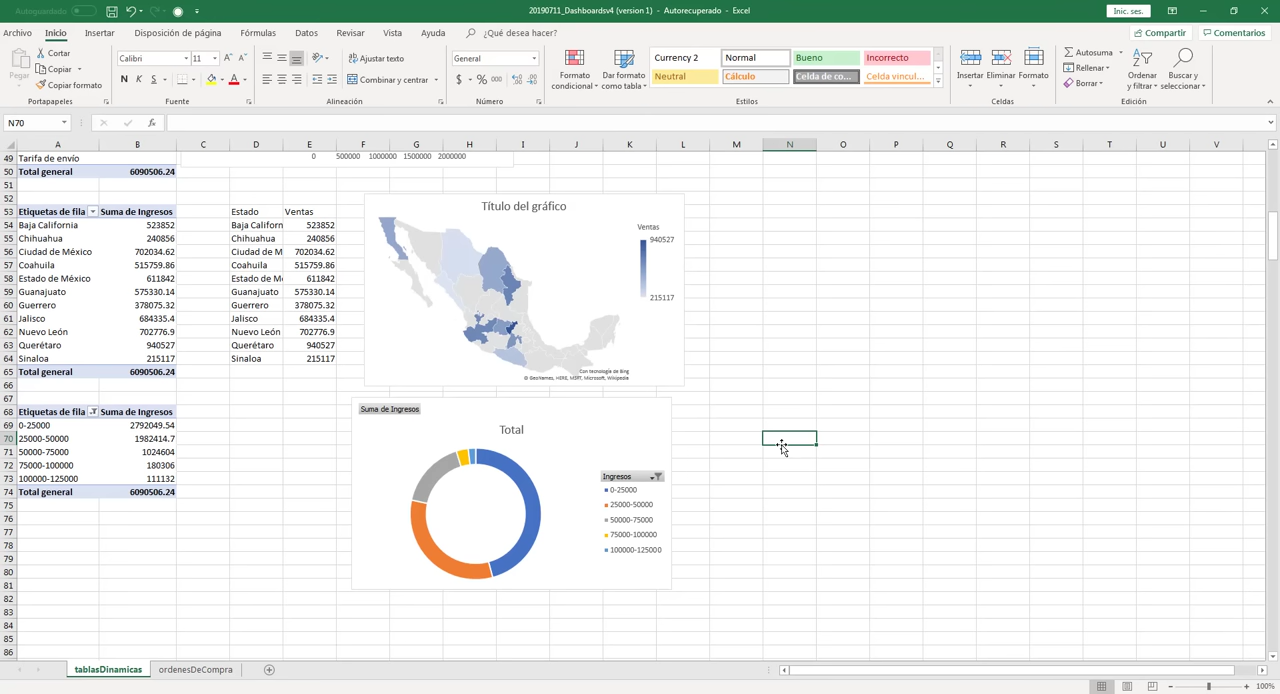 Autoguardado
20190711_Dashboardsv4 (version 1) - Autorecuperado - Excel
Inic. ses.
Archivo Inicio Insertar Disposición de página Fórmulas Datos Revisar Vista Ayuda ¿Qué desea hacer? Compartir Comentarios
Pegar
Cortar
Copiar
Copiar formato
Portapapeles
Calibri 11
N K S
Fuente
Ajustar texto
Combinar y centrar
Alineación
General
$ % 000
Número
Formato condicional
Dar formato como tabla
Currency 2 Normal Bueno Incorrecto
Neutral Cálculo Celda de co... Celda vincul...
Estilos
Insertar Eliminar Formato
Celdas
Autosuma
Rellenar
Borrar
Ordenar y filtrar
Buscar y seleccionar
Edición
N70
A B C D E F G H I J K L M N O P Q R S T U V
49 Tarifa de envío 0 500000 1000000 1500000 2000000
50 Total general 6090506.24
51
52
53 Etiquetas de fila Suma de Ingresos Estado Ventas
54 Baja California 523852 Baja Californ 523852
55 Chihuahua 240856 Chihuahua 240856
56 Ciudad de México 702034.62 Ciudad de M 702034.62
57 Coahuila 515759.86 Coahuila 515759.86
58 Estado de México 611842 Estado de M 611842
59 Guanajuato 575330.14 Guanajuato 575330.14
60 Guerrero 378075.32 Guerrero 378075.32
61 Jalisco 684335.4 Jalisco 684335.4
62 Nuevo León 702776.9 Nuevo León 702776.9
63 Querétaro 940527 Querétaro 940527
64 Sinaloa 215117 Sinaloa 215117
65 Total general 6090506.24
66
67
68 Etiquetas de fila Suma de Ingresos
69 0-25000 2792049.54
70 25000-50000 1982414.7
71 50000-75000 1024604
72 75000-100000 180306
73 100000-125000 111132
74 Total general 6090506.24
75
76
77
78
79
80
81
82
83
84
85
86
Título del gráfico
Ventas
940527
215117
Con tecnología de Bing
© GeoNames, HERE, MSFT, Microsoft, Wikipedia
Suma de Ingresos
Total
Ingresos
0-25000
25000-50000
50000-75000
75000-100000
100000-125000
tablasDinamicas ordenesDeCompra
100%